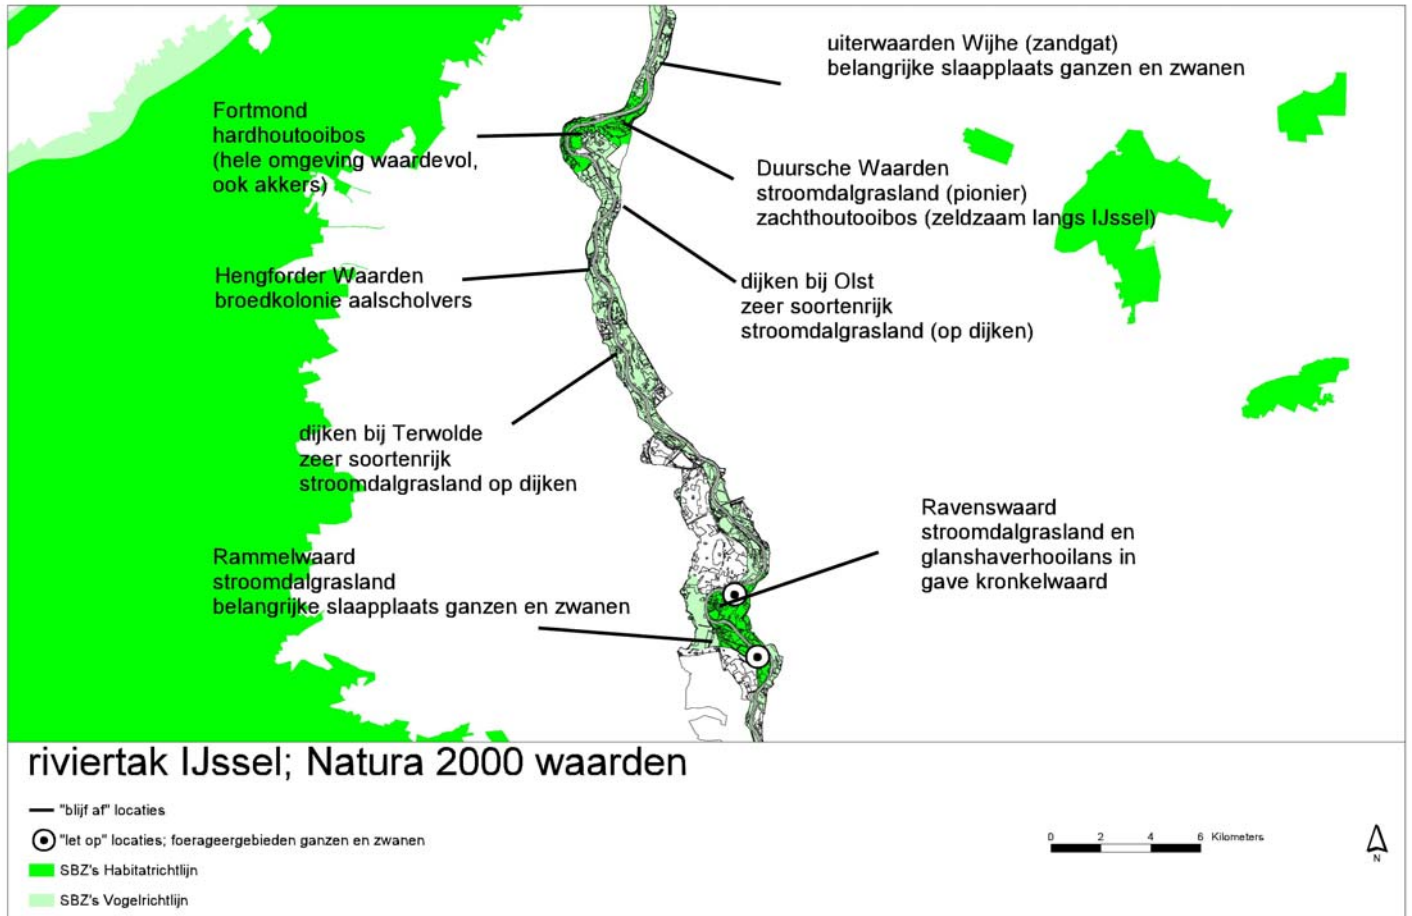 uiterwaarden Wijhe (zandgat)
belangrijke slaapplaats ganzen en zwanen
Fortmond
hardhoutooibos
(hele omgeving waardevol,
ook akkers)
Duursche Waarden
stroomdalgrasland (pionier)
zachthoutooibos (zeldzaam langs IJssel)
Hengforder Waarden
broedkolonie aalscholvers
dijken bij Olst
zeer soortenrijk
stroomdalgrasland (op dijken)
dijken bij Terwolde
zeer soortenrijk
stroomdalgrasland op dijken
Ravenswaard
stroomdalgrasland en
glanshaverhooilans in
gave kronkelwaard
Rammelwaard
stroomdalgrasland
belangrijke slaapplaats ganzen en zwanen
riviertak IJssel; Natura 2000 waarden
"blijf af" locaties
"let op" locaties; foerageergebieden ganzen en zwanen
SBZ's Habitatrichtlijn
SBZ's Vogelrichtlijn
0 2 4 6 Kilometers
N